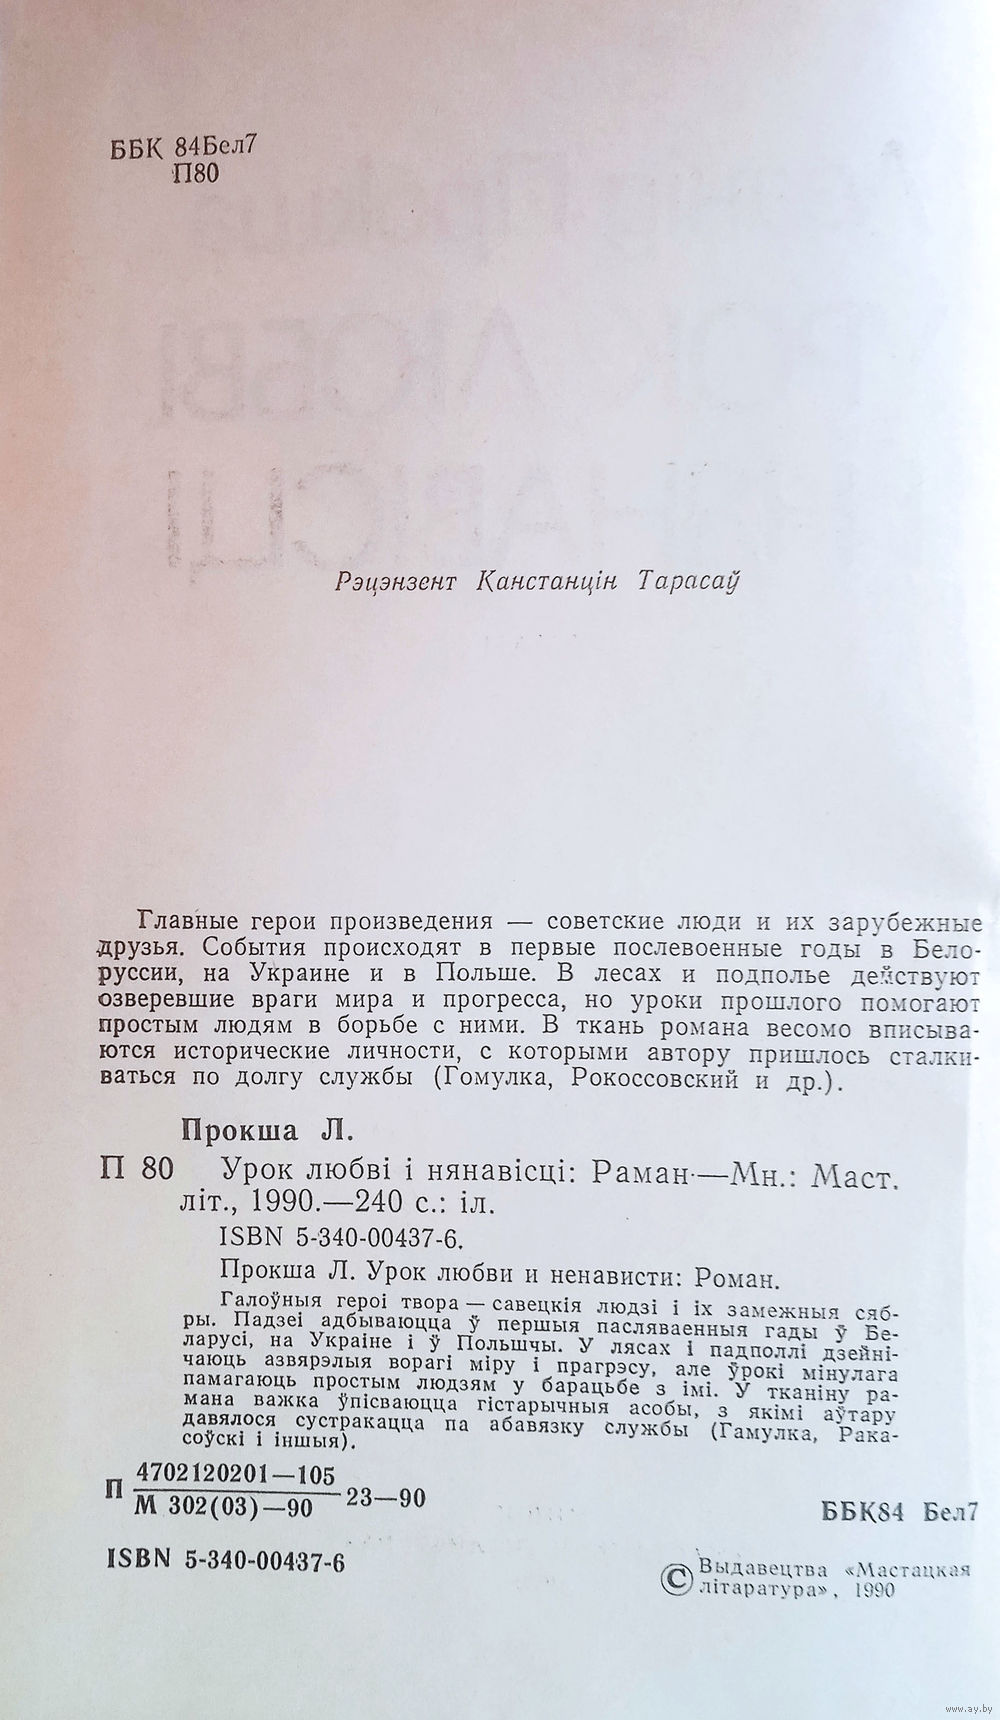 ББК 84Бел7
П80
Рэцэнзент Канстанцін Тарасаў
Главные герои произведения — советские люди и их зарубежные
друзья. События происходят в первые послевоенные годы в Бело-
руссии, на Украине и в Польше. В лесах и подполье действуют
озверевшие враги мира и прогресса, но уроки прошлого помогают
простым людям в борьбе с ними. В ткань романа весомо вписыва-
ются исторические личности, с которыми автору пришлось сталки-
ваться по долгу службы (Гомулка, Рокоссовский и др.).
Прокша Л.
П 80 Урок любві і нянавісці: Раман.—Мн.: Маст.
літ., 1990.—240 с.: іл.
ISBN 5-340-00437-6.
Прокша Л. Урок любви и ненависти: Роман.
Галоўныя героі твора — савецкія людзі і іх замежныя сяб-
ры. Падзеі адбываюцца ў першыя пасляваенныя гады ў Бе-
ларусі, на Украіне і ў Польшчы. У лясах і падполлі дзейні-
чаюць азвярэлыя ворагі міру і прагрэсу, але ўрокі мінулага
памагаюць простым людзям у барацьбе з імі. У тканіну ра-
мана важка ўпісваюцца гістарычныя асобы, з якімі аўтару
давялося сустракацца па абавязку службы (Гамулка, Рака-
соўскі і іншыя).
П 4702120201—105
М 302(03)—90 23—90
ББК84 Бел7
ISBN 5-340-00437-6
© Выдавецтва «Мастацкая
літаратура», 1990
www.ay.by